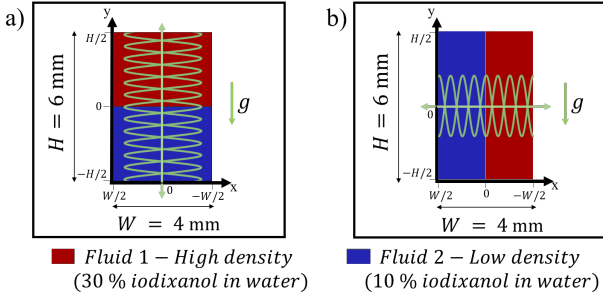 a)
y
H/2
H = 6 mm
0
g
−H/2
0
x
W/2
−W/2
W = 4 mm
b)
y
H/2
H = 6 mm
0
g
−H/2
x
W/2
0
−W/2
W = 4 mm
Fluid 1 − High density
(30 % iodixanol in water)
Fluid 2 − Low density
(10 % iodixanol in water)